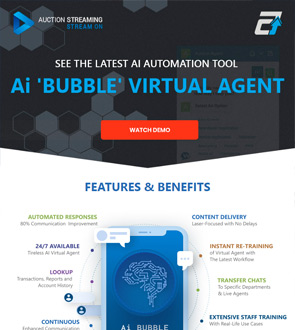 AUCTION STREAMING
STREAM ON
SEE THE LATEST AI AUTOMATION TOOL
Ai 'BUBBLE' VIRTUAL AGENT
WATCH DEMO
FEATURES & BENEFITS
AUTOMATED RESPONSES
80% Communication Improvement
24/7 AVAILABLE
Tireless AI Virtual Agent
LOOKUP
Transactions, Reports and
Account History
CONTINUOUS
Enhanced Communication
Ai BUBBLE
CONTENT DELIVERY
Laser-Focused with No Delays
INSTANT RE-TRAINING
of Virtual Agent with
The Latest Workflow
TRANSFER CHATS
To Specific Departments
& Live Agents
EXTENSIVE STAFF TRAINING
With Real-Life Use Cases